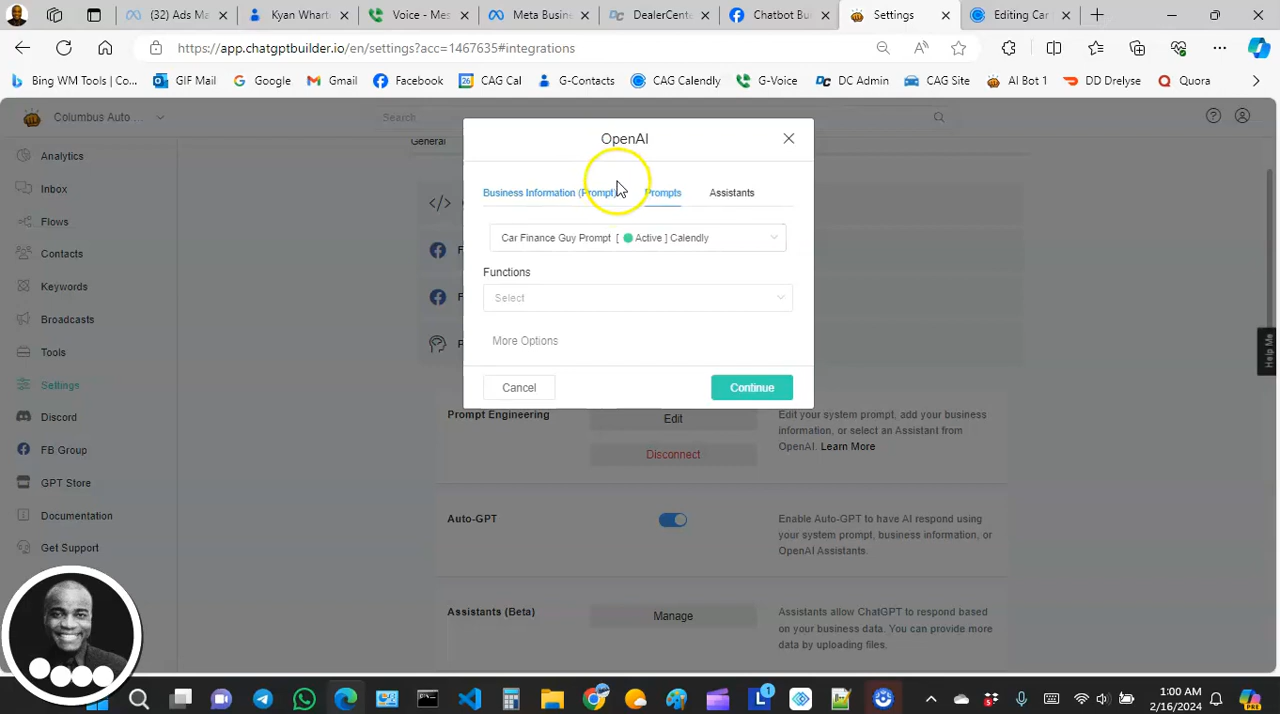 (2) Ads Ma
Kyan Whart
Voice - Me
Meta Busin
DealerCent
Chatbot Bu
Settings
Editing Car
https://app.chatgptbuilder.io/en/settings?acc=1467635#integrations
Bing WM Tools | Co...
GIF Mail
Google
Gmail
Facebook
CAG Cal
G-Contacts
CAG Calendly
G-Voice
DC Admin
CAG Site
AI Bot 1
DD Drelyse
Quora
Columbus Auto ...
Search
General
Analytics
Inbox
Flows
Contacts
Keywords
Broadcasts
Tools
Settings
Discord
FB Group
GPT Store
Documentation
Get Support
OpenAI
Business Information (Prompt)
Prompts
Assistants
Car Finance Guy Prompt [ Active ] Calendly
Functions
Select
More Options
Cancel
Continue
Prompt Engineering
Edit
Disconnect
Edit your system prompt, add your business
information, or select an Assistant from
OpenAI. Learn More
Auto-GPT
Enable Auto-GPT to have AI respond using
your system prompt, business information, or
OpenAI Assistants.
Assistants (Beta)
Manage
Assistants allow ChatGPT to respond based
on your business data. You can provide more
data by uploading files.
Help Me
1:00 AM
2/16/2024